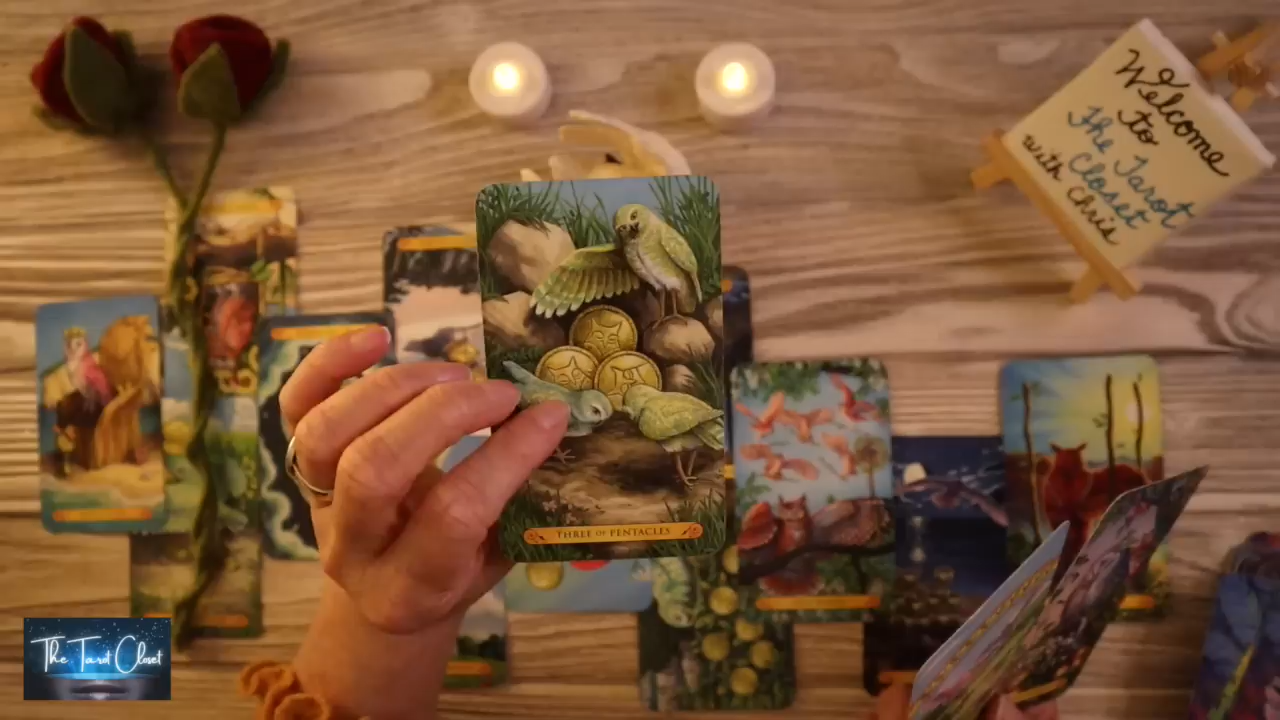 Welcome
to
The Tarot
Closet
with Chris
THREE OF PENTACLES
The Tarot Closet